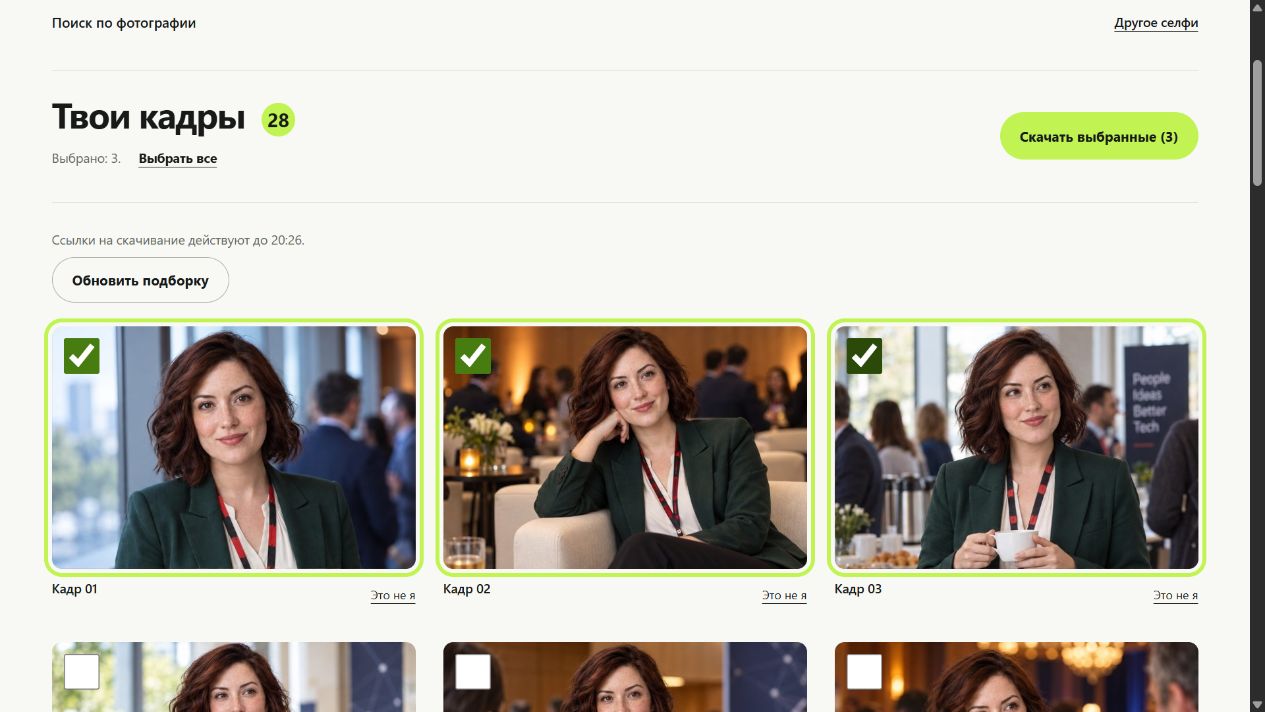 Поиск по фотографии
Другое селфи
Твои кадры 28
Выбрано: 3. Выбрать все
Скачать выбранные (3)
Ссылки на скачивание действуют до 20:26.
Обновить подборку
People
Ideas
Better
Tech
Кадр 01
Это не я
Кадр 02
Это не я
Кадр 03
Это не я